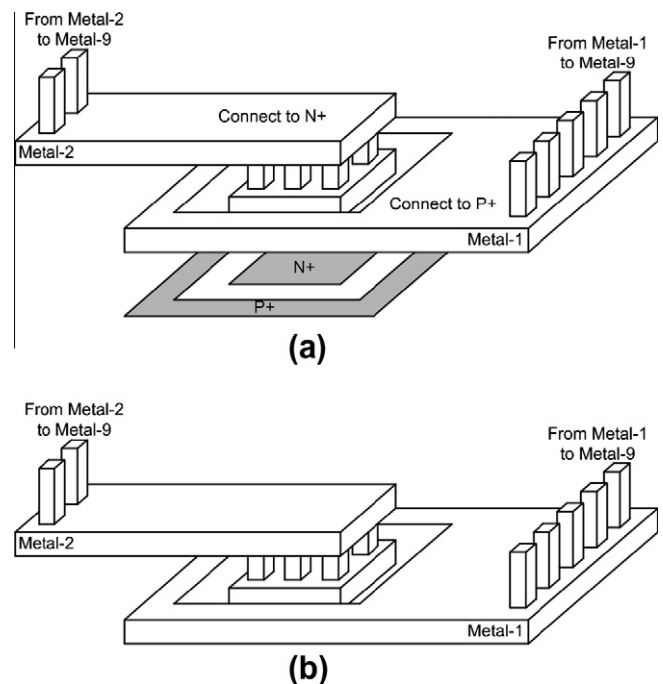 From Metal-2
to Metal-9
From Metal-1
to Metal-9
Connect to N+
Metal-2
Connect to P+
Metal-1
N+
P+
(a)
From Metal-2
to Metal-9
From Metal-1
to Metal-9
Metal-2
Metal-1
(b)